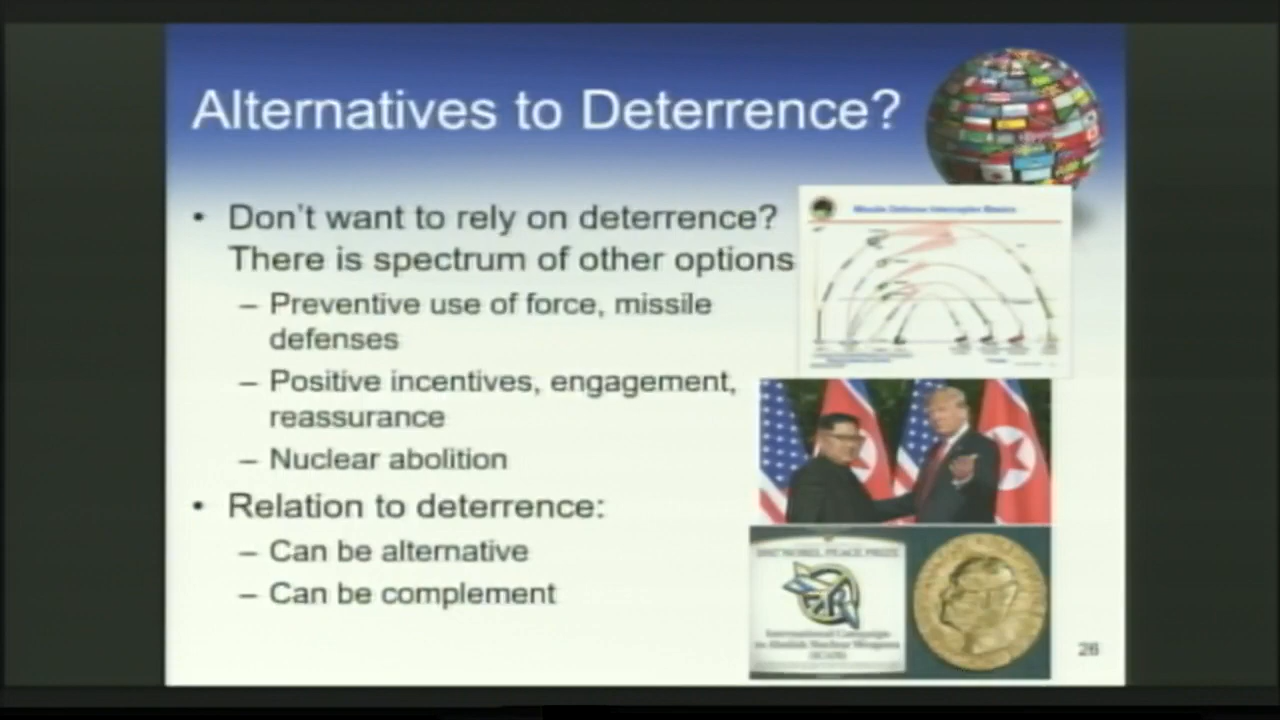 Alternatives to Deterrence?
• Don't want to rely on deterrence?
There is spectrum of other options
– Preventive use of force, missile
defenses
– Positive incentives, engagement,
reassurance
– Nuclear abolition
• Relation to deterrence:
– Can be alternative
– Can be complement
Missile Defense Interceptor Basics
NOBEL PEACE PRIZE
International Campaign
to Abolish Nuclear Weapons
(ICAN)
26